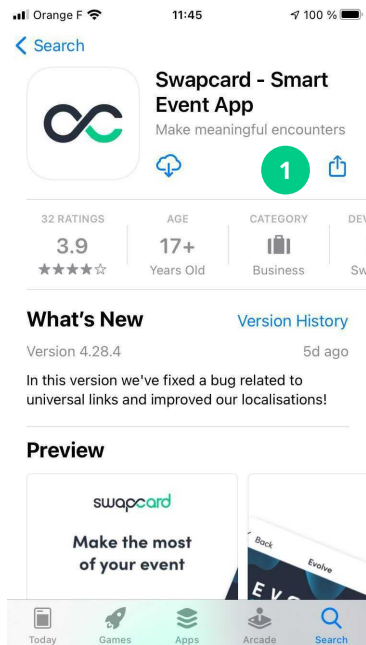 Orange F
11:45
100 %
Search
Swapcard - Smart
Event App
Make meaningful encounters
1
32 RATINGS
AGE
CATEGORY
DEV
3.9
17+
★★★★☆
Years Old
Business
Sw
What's New
Version History
Version 4.28.4
5d ago
In this version we've fixed a bug related to
universal links and improved our localisations!
Preview
swapcard
Make the most
of your event
Back
Evolve
EVO
Today
Games
Apps
Arcade
Search